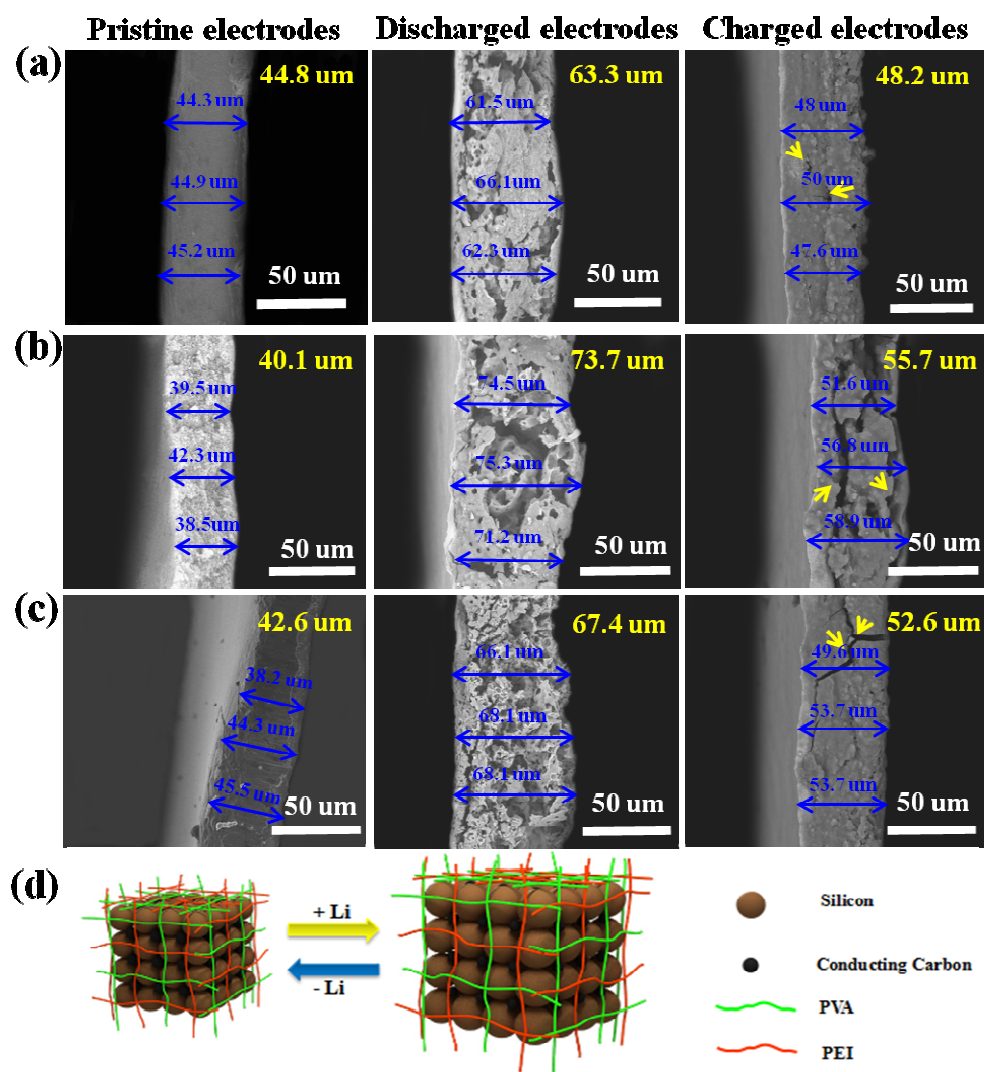 Pristine electrodes Discharged electrodes Charged electrodes
(a)
44.8 um
44.3 um
44.9 um
45.2 um
50 um
63.3 um
61.5 um
66.1um
62.3 um
50 um
48.2 um
48 um
50 um
47.6 um
50 um
(b)
40.1 um
39.5 um
42.3 um
38.5um
50 um
73.7 um
74.5 um
75.3 um
71.2 um
50 um
55.7 um
51.6 um
56.8 um
58.9 um
50 um
(c)
42.6 um
38.2 um
44.3 um
45.5 um
50 um
67.4 um
66.1 um
68.1 um
68.1 um
50 um
52.6 um
49.6 um
53.7 um
53.7 um
50 um
(d)
+ Li
- Li
Silicon
Conducting Carbon
PVA
PEI